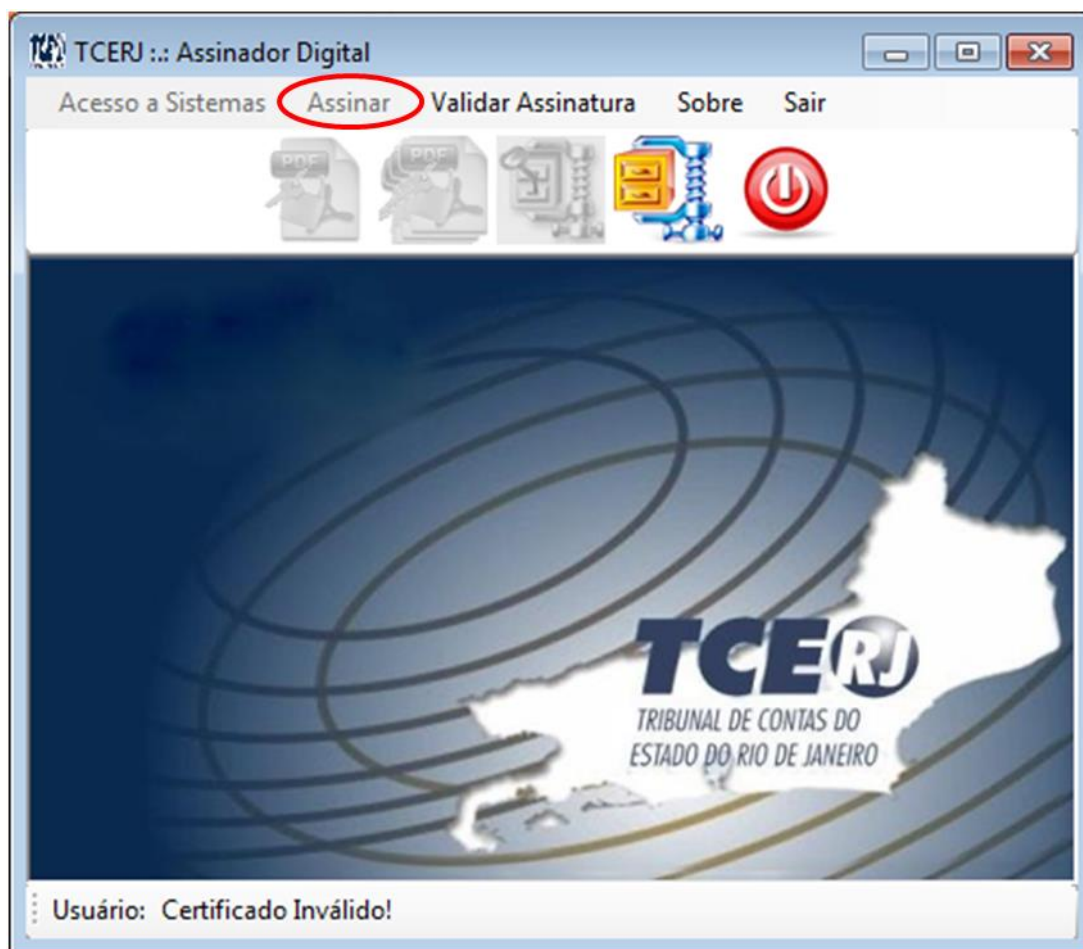 TCERJ :.: Assinador Digital
Acesso a Sistemas Assinar Validar Assinatura Sobre Sair
PDF PDF
TCERJ
TRIBUNAL DE CONTAS DO
ESTADO DO RIO DE JANEIRO
Usuário: Certificado Inválido!